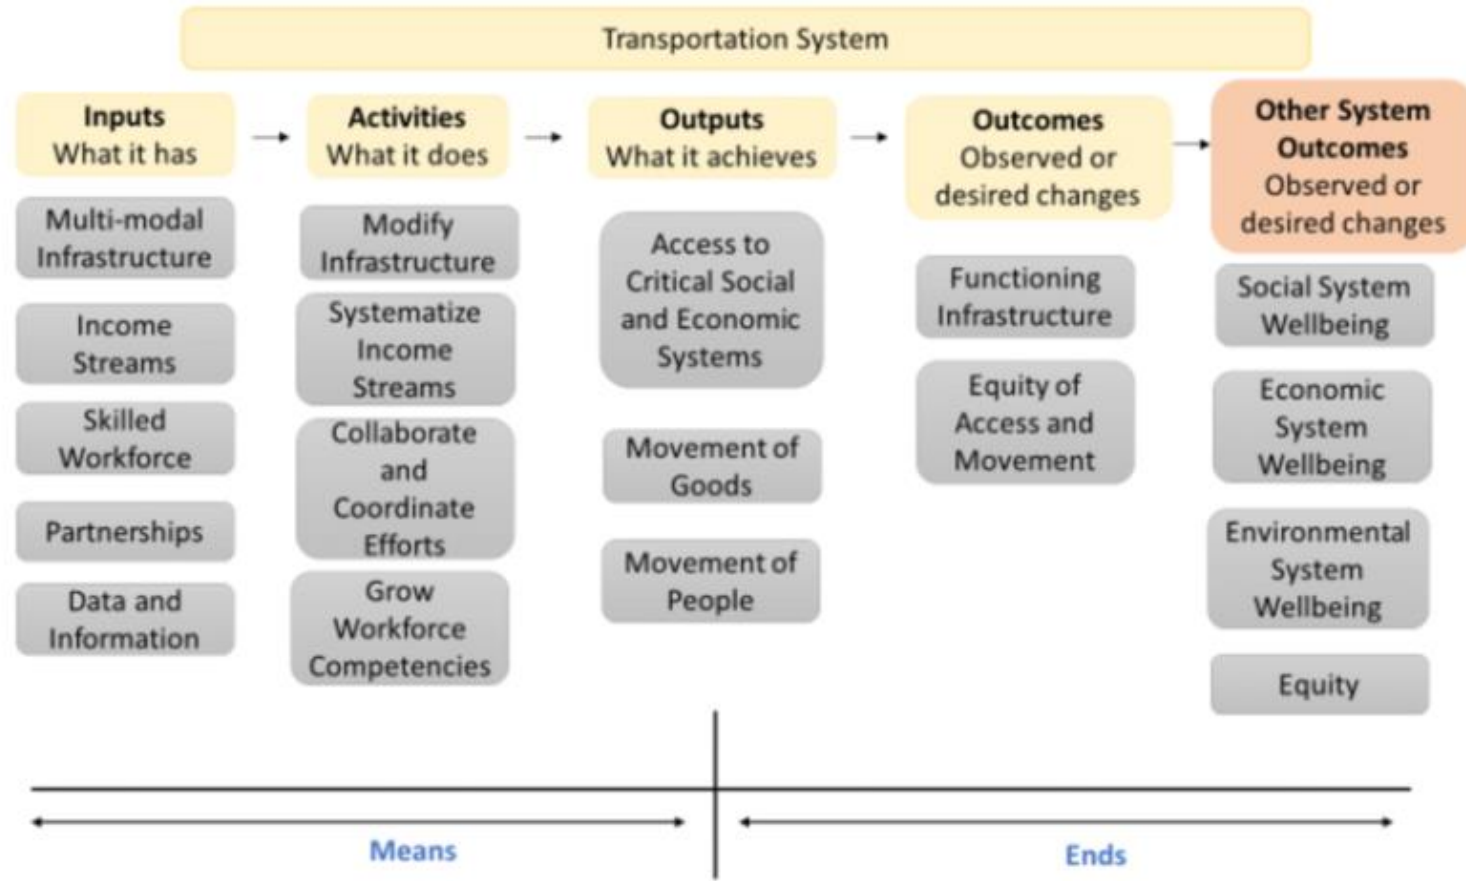 Transportation System
Inputs
What it has
Multi-modal
Infrastructure
Income
Streams
Skilled
Workforce
Partnerships
Data and
Information
Activities
What it does
Modify
Infrastructure
Systematize
Income
Streams
Collaborate
and
Coordinate
Efforts
Grow
Workforce
Competencies
Outputs
What it achieves
Access to
Critical Social
and Economic
Systems
Movement of
Goods
Movement of
People
Outcomes
Observed or
desired changes
Functioning
Infrastructure
Equity of
Access and
Movement
Other System
Outcomes
Observed or
desired changes
Social System
Wellbeing
Economic
System
Wellbeing
Environmental
System
Wellbeing
Equity
Means
Ends